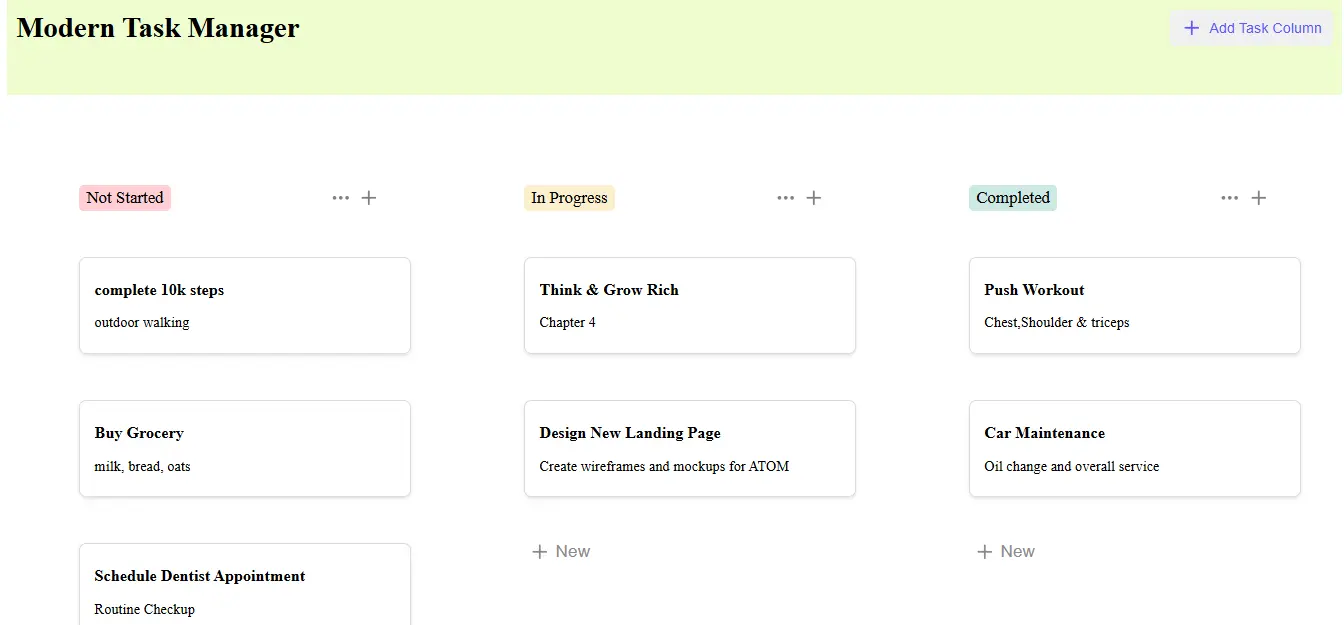 Modern Task Manager
Add Task Column
Not Started
complete 10k steps
outdoor walking
Buy Grocery
milk, bread, oats
Schedule Dentist Appointment
Routine Checkup
In Progress
Think & Grow Rich
Chapter 4
Design New Landing Page
Create wireframes and mockups for ATOM
New
Completed
Push Workout
Chest,Shoulder & triceps
Car Maintenance
Oil change and overall service
New